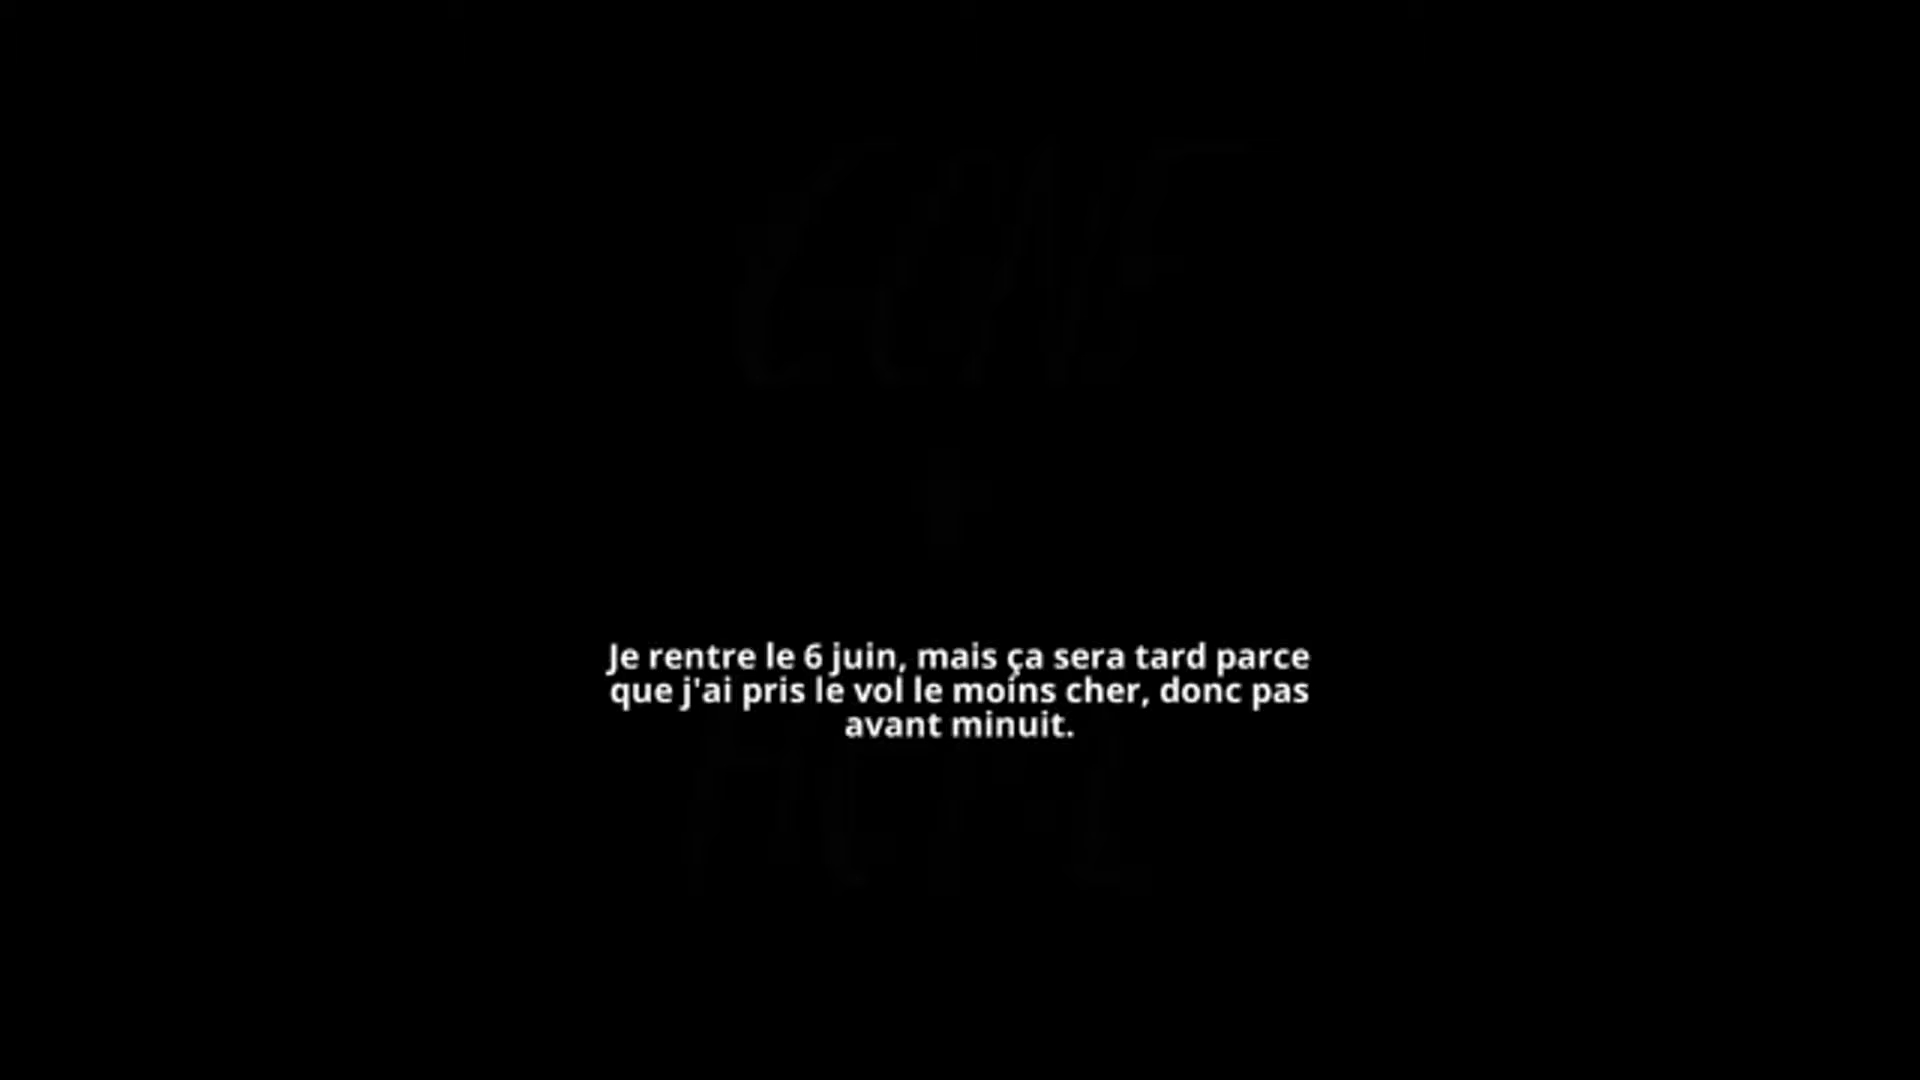 Je rentre le 6 juin, mais ça sera tard parce
que j'ai pris le vol le moins cher, donc pas
avant minuit.